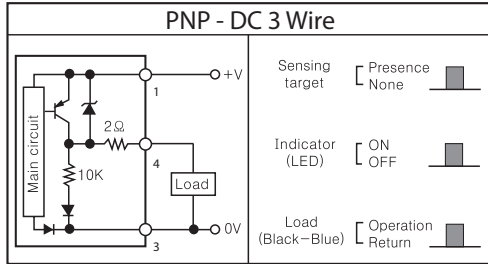 PNP - DC 3 Wire
Main circuit
2Ω
10K
1
4
3
+V
Load
0V
Sensing
target
Presence
None
Indicator
(LED)
ON
OFF
Load
(Black-Blue)
Operation
Return